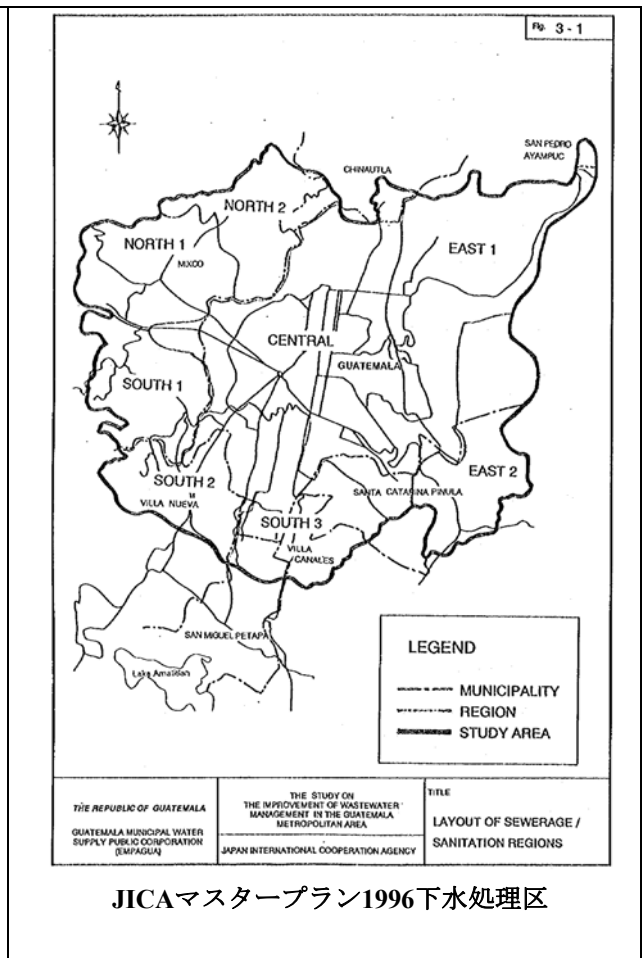 Fig. 3 - 1
SAN PEDRO
AYAMPUC
CHINAUTLA
NORTH 2
NORTH 1
MIXCO
EAST 1
CENTRAL
GUATEMALA
SOUTH 1
EAST 2
SOUTH 2
SANTA CATARINA PINULA
VILLA NUEVA
SOUTH 3
VILLA
CANALES
SAN MIGUEL PETAPA
LEGEND
MUNICIPALITY
REGION
STUDY AREA
THE REPUBLIC OF GUATEMALA
GUATEMALA MUNICIPAL WATER
SUPPLY PUBLIC CORPORATION
(EMPAGUA)
THE STUDY ON
THE IMPROVEMENT OF WASTEWATER
MANAGEMENT IN THE GUATEMALA
METROPOLITAN AREA
JAPAN INTERNATIONAL COOPERATION AGENCY
TITLE
LAYOUT OF SEWERAGE /
SANITATION REGIONS
JICAマスタープラン1996下水処理区